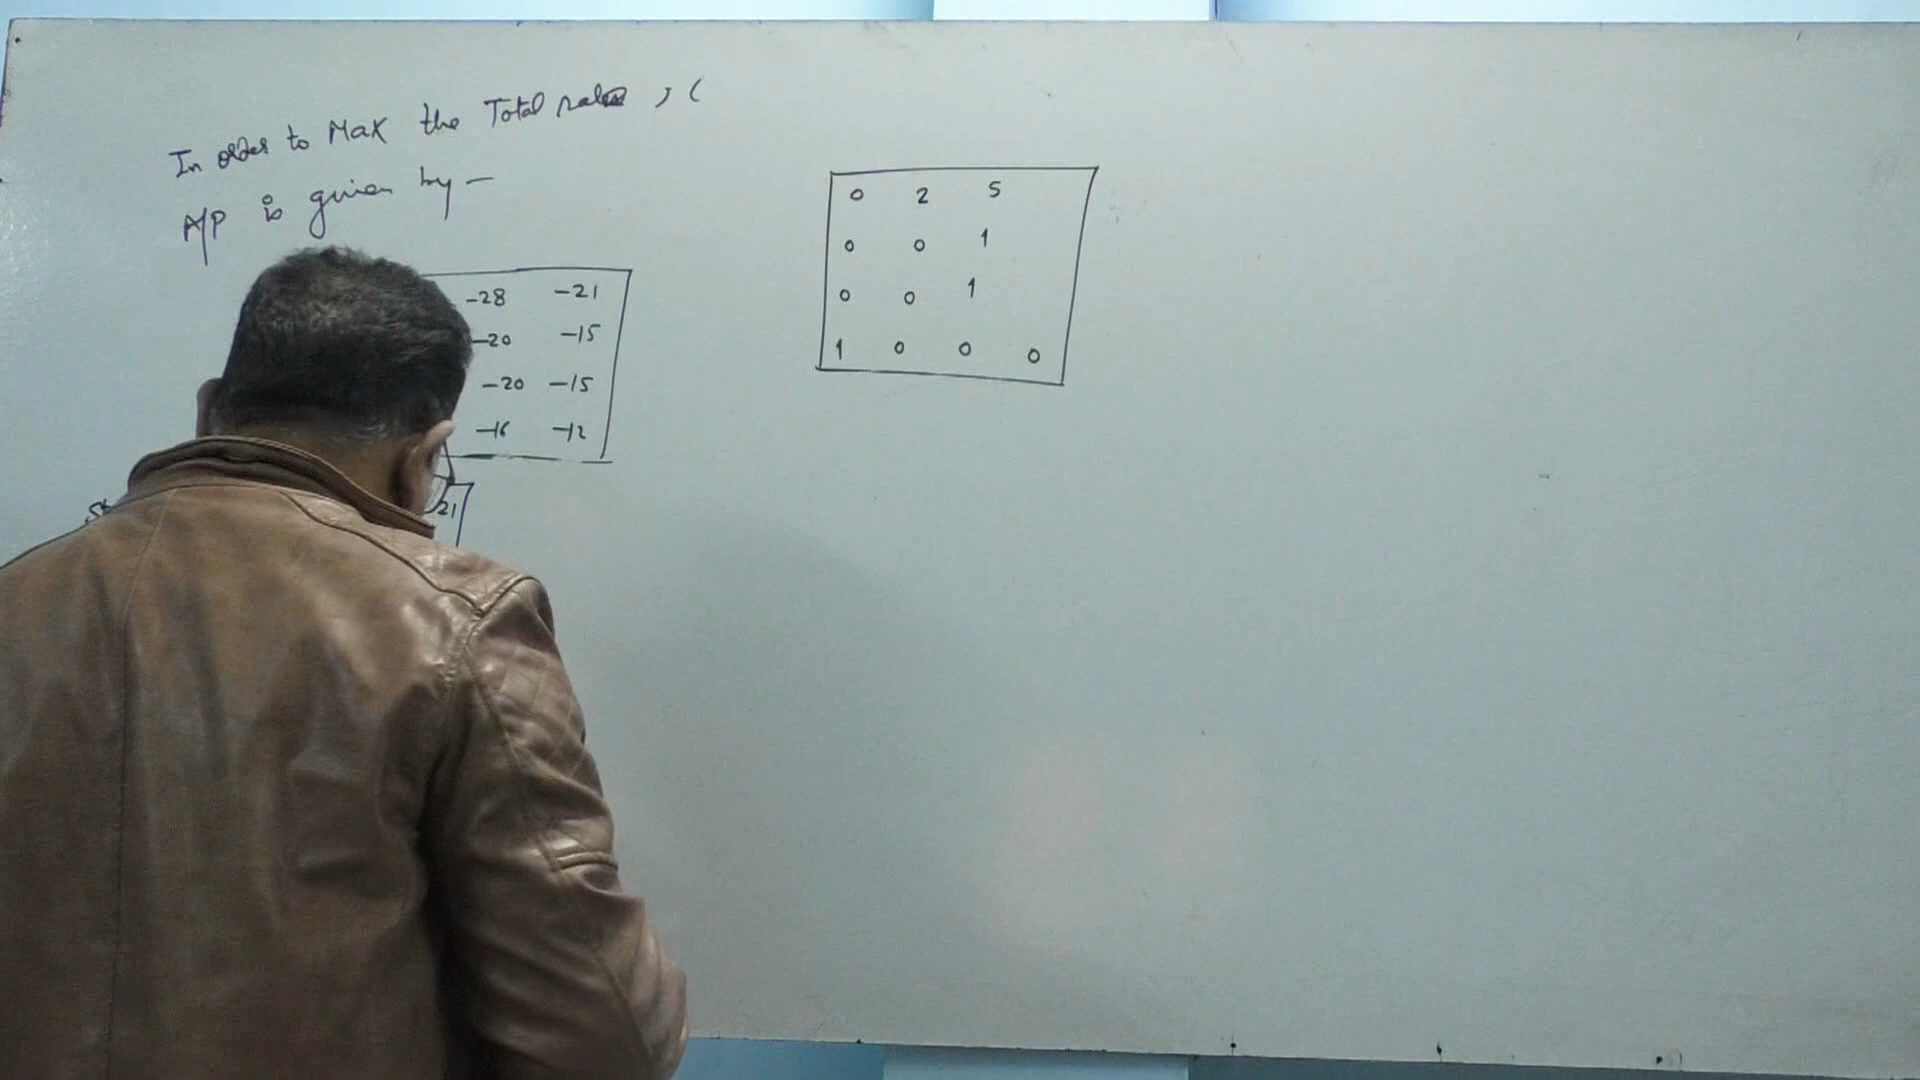 In order to Max the Total sales , (
A/P is given by —
-28 -21
-20 -15
-20 -15
-16 -12
21
0 2 5
0 0 1
0 0 1
1 0 0 0